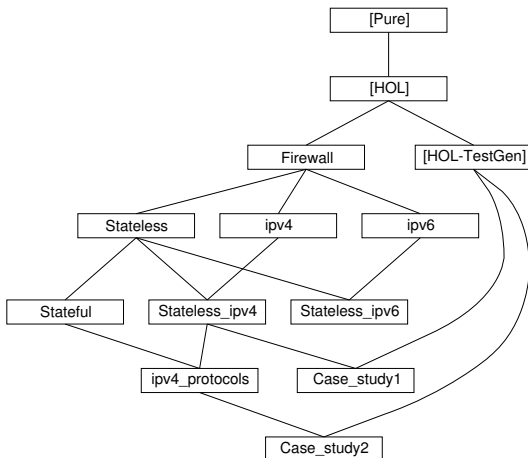 [Pure]
[HOL]
Firewall
[HOL-TestGen]
Stateless
ipv4
ipv6
Stateful
Stateless_ipv4
Stateless_ipv6
ipv4_protocols
Case_study1
Case_study2